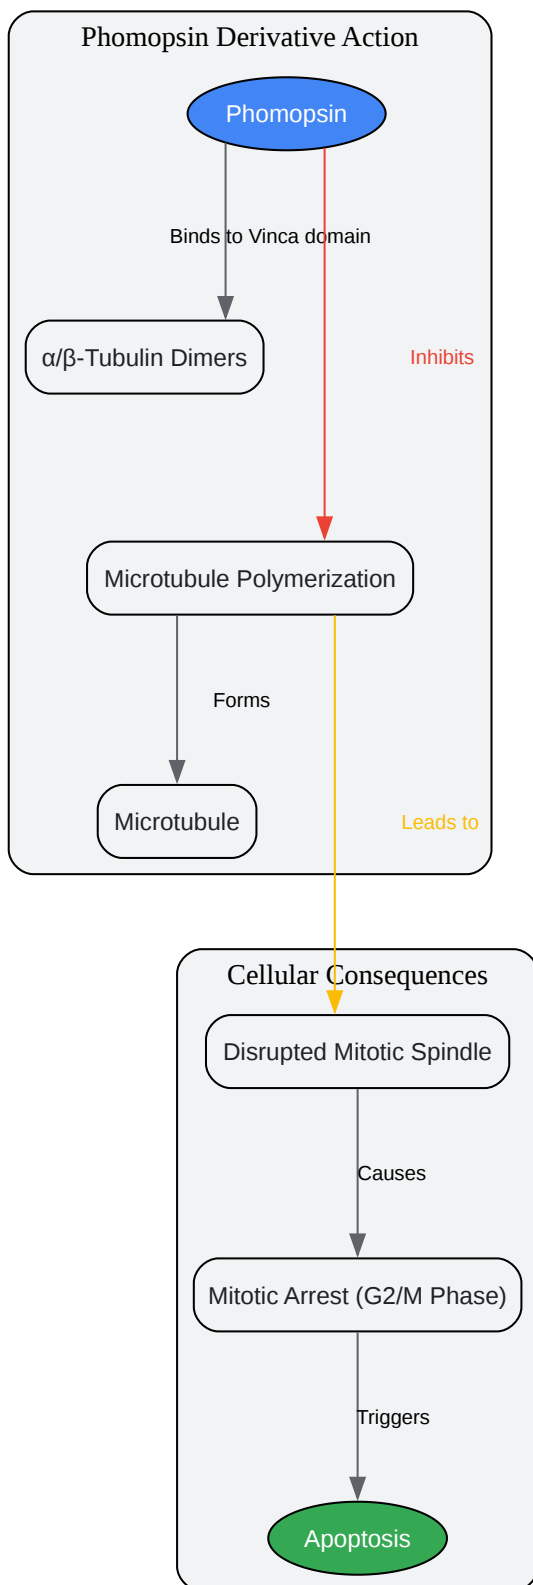 Phomopsin Derivative Action
Phomopsin
Binds to Vinca domain
α/β-Tubulin Dimers
Inhibits
Microtubule Polymerization
Forms
Microtubule
Leads to
Cellular Consequences
Disrupted Mitotic Spindle
Causes
Mitotic Arrest (G2/M Phase)
Triggers
Apoptosis